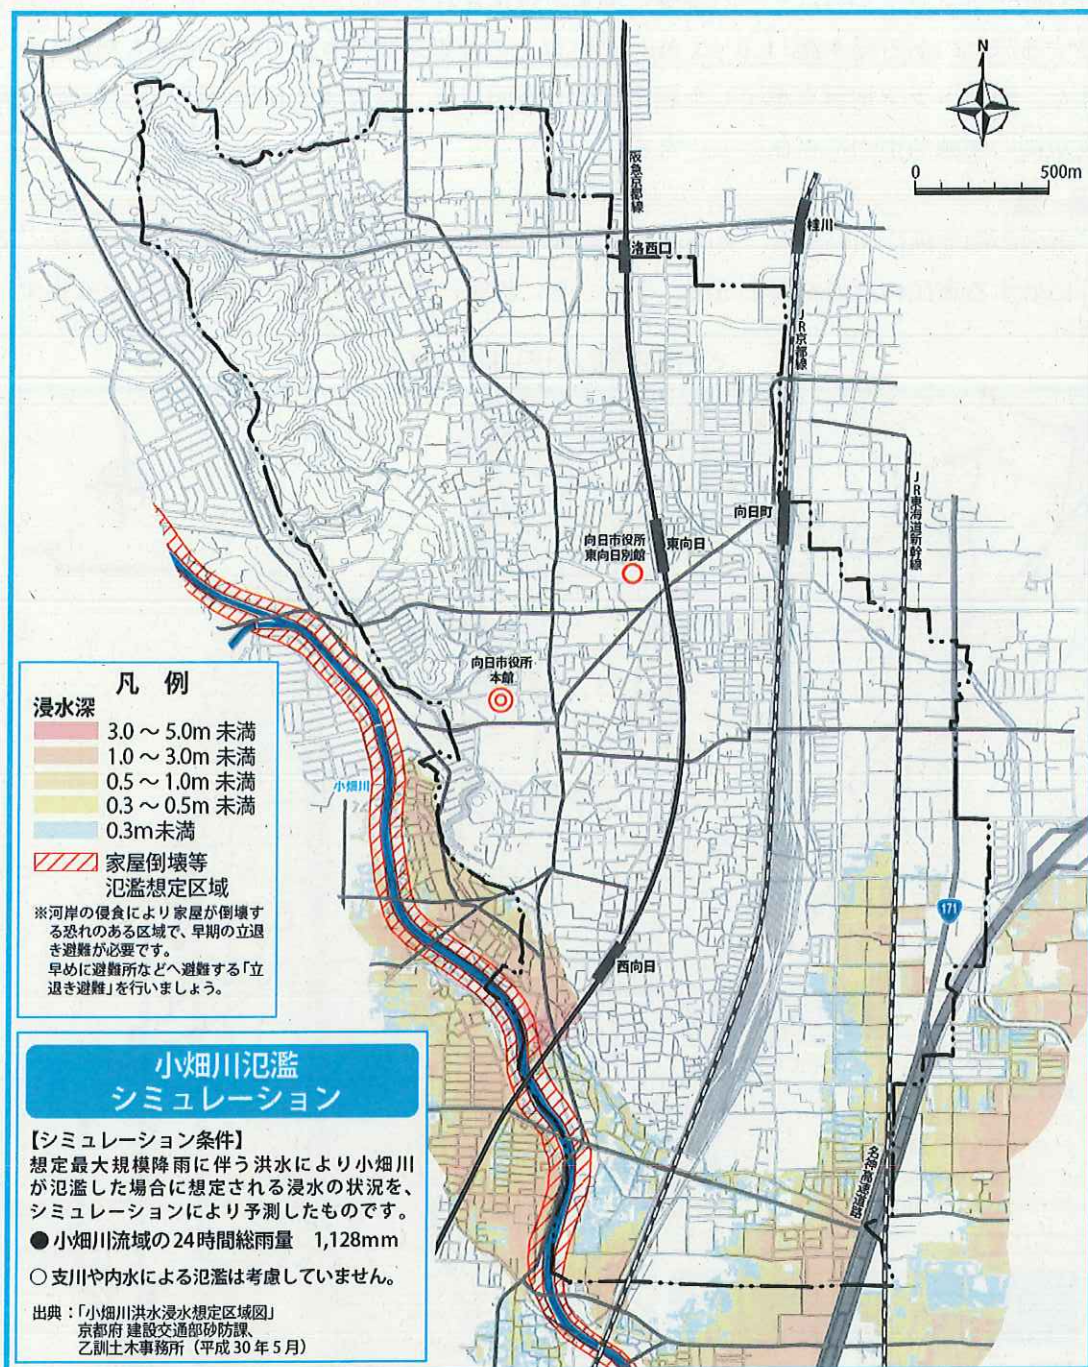 N
0 500m
阪急京都線
洛西口
桂川
JR京都線
向日町
JR東海道新幹線
向日市役所
東向日別館
東向日
向日市役所
本館
小畑川
171
西向日
名神高速道路
凡 例
浸水深
3.0～5.0m 未満
1.0～3.0m 未満
0.5～1.0m 未満
0.3～0.5m 未満
0.3m未満
家屋倒壊等
氾濫想定区域
※河岸の侵食により家屋が倒壊す
る恐れのある区域で、早期の立退
き避難が必要です。
早めに避難所などへ避難する「立
退き避難」を行いましょう。
小畑川氾濫
シミュレーション
【シミュレーション条件】
想定最大規模降雨に伴う洪水により小畑川
が氾濫した場合に想定される浸水の状況を、
シミュレーションにより予測したものです。
●小畑川流域の24時間総雨量 1,128mm
○支川や内水による氾濫は考慮していません。
出典：「小畑川洪水浸水想定区域図」
京都府 建設交通部砂防課、
乙訓土木事務所（平成30年5月）